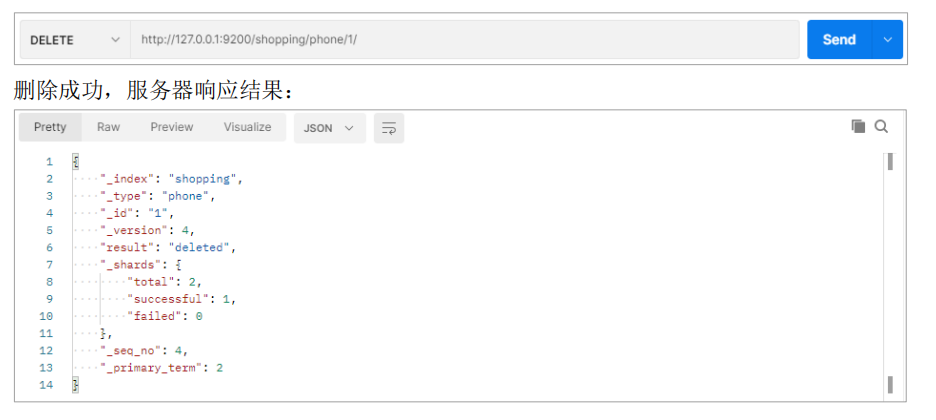 DELETE http://127.0.0.1:9200/shopping/phone/1/ Send
删除成功，服务器响应结果：
Pretty Raw Preview Visualize JSON
1 {
2 "_index": "shopping",
3 "_type": "phone",
4 "_id": "1",
5 "_version": 4,
6 "result": "deleted",
7 "_shards": {
8 "total": 2,
9 "successful": 1,
10 "failed": 0
11 },
12 "_seq_no": 4,
13 "_primary_term": 2
14 }